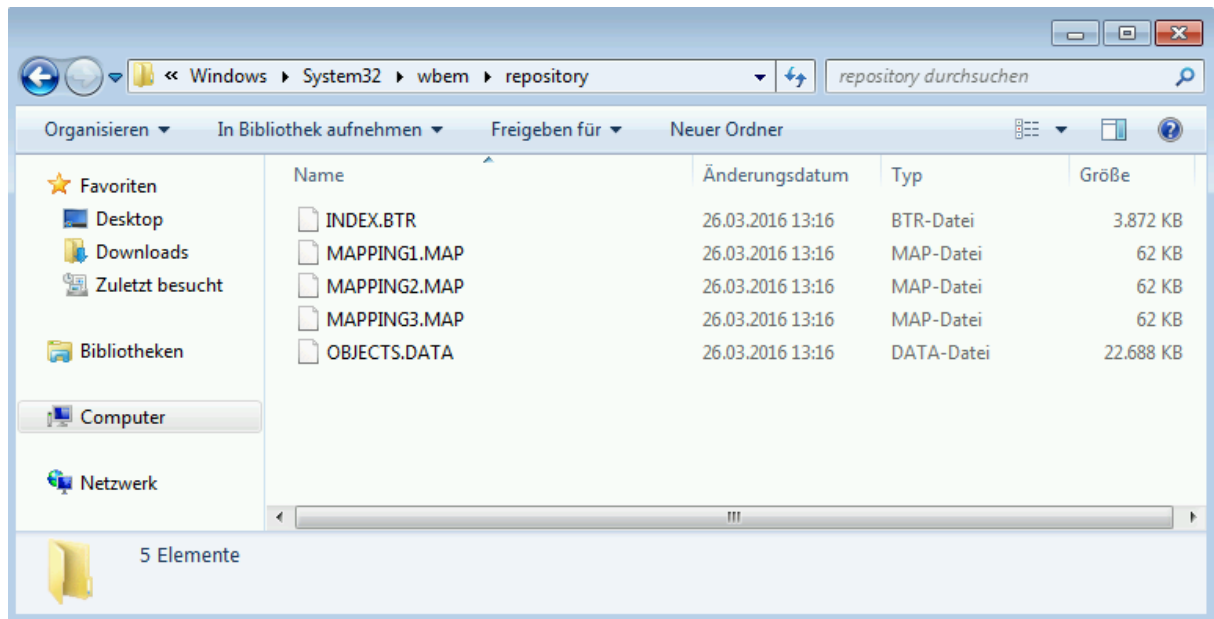 « Windows ▸ System32 ▸ wbem ▸ repository
repository durchsuchen
Organisieren In Bibliothek aufnehmen Freigeben für Neuer Ordner
Favoriten
Desktop
Downloads
Zuletzt besucht
Bibliotheken
Computer
Netzwerk
Name Änderungsdatum Typ Größe
INDEX.BTR 26.03.2016 13:16 BTR-Datei 3.872 KB
MAPPING1.MAP 26.03.2016 13:16 MAP-Datei 62 KB
MAPPING2.MAP 26.03.2016 13:16 MAP-Datei 62 KB
MAPPING3.MAP 26.03.2016 13:16 MAP-Datei 62 KB
OBJECTS.DATA 26.03.2016 13:16 DATA-Datei 22.688 KB
5 Elemente